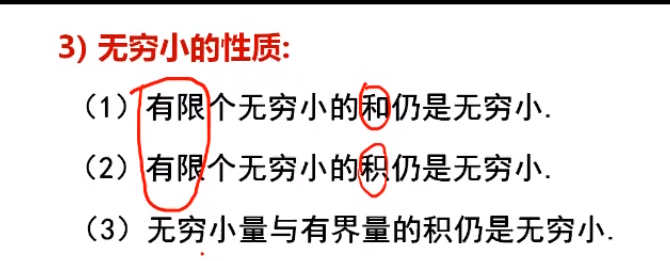 3) 无穷小的性质:
（1）有限个无穷小的和仍是无穷小.
（2）有限个无穷小的积仍是无穷小.
（3）无穷小量与有界量的积仍是无穷小.